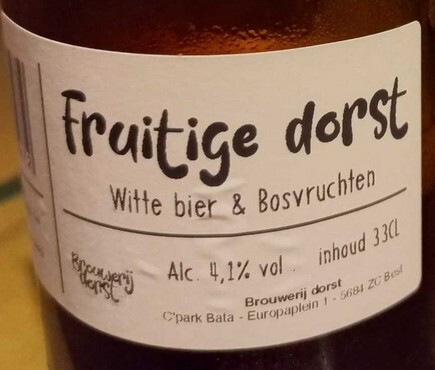 Fruitige dorst
Witte bier & Bosvruchten
Alc. 4,1% vol
inhoud 33CL
Brouwerij
dorst
Brouwerij dorst
C'park Bata - Europaplein 1 - 5684 ZC Best